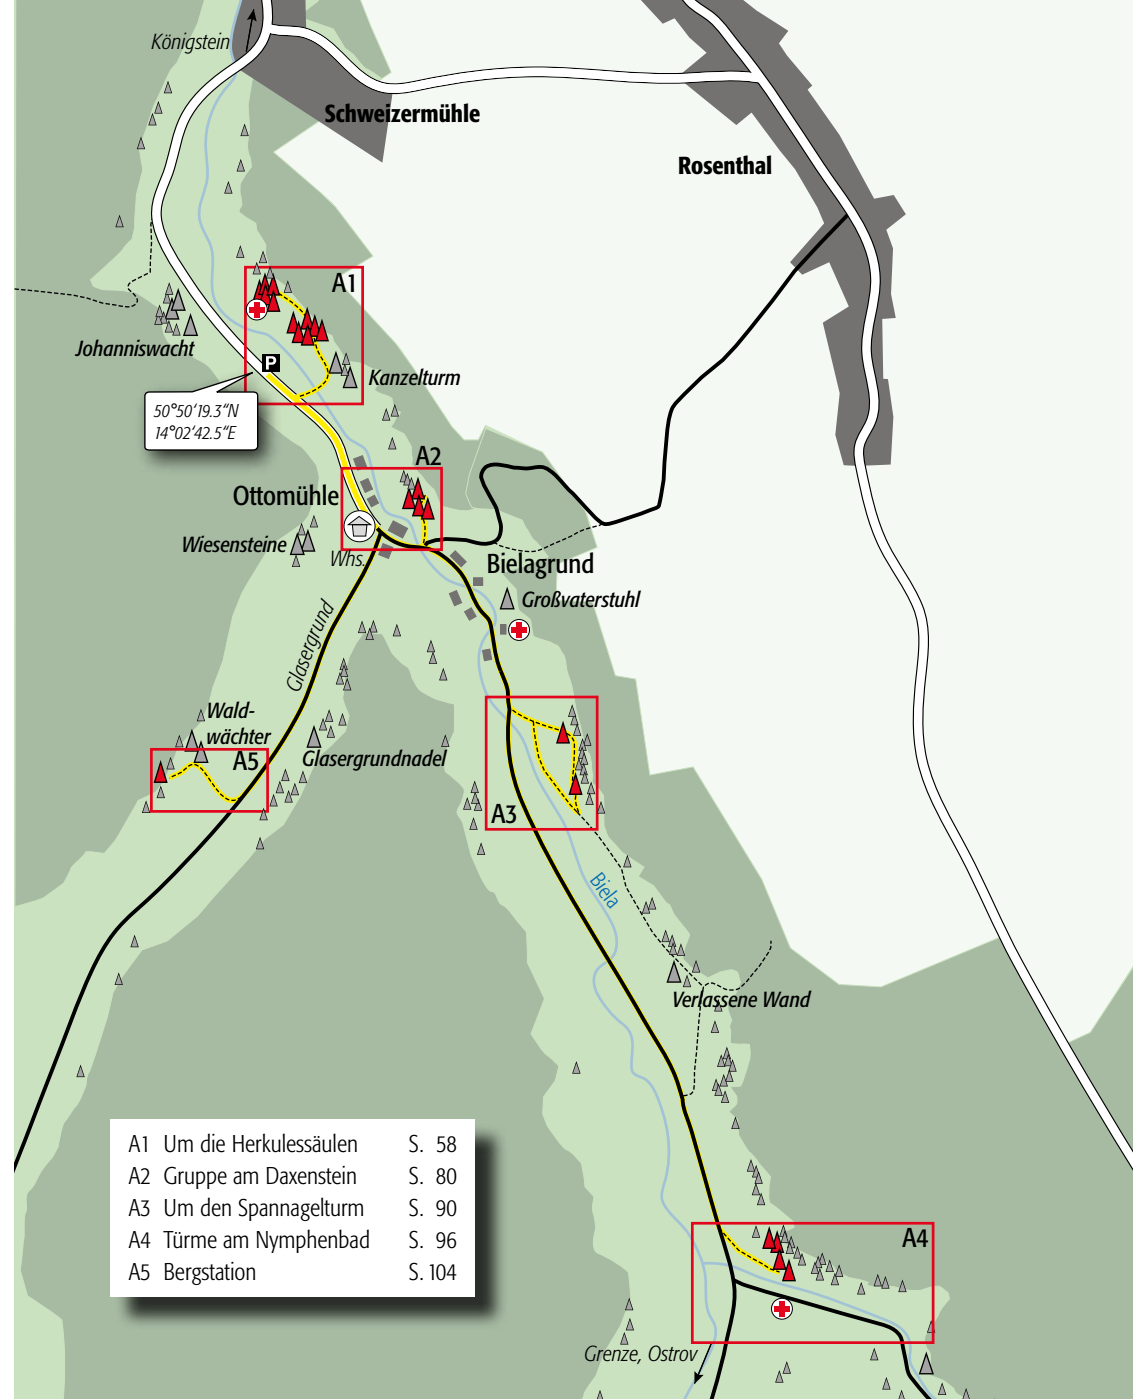 Königstein
Schweizermühle
Rosenthal
A1
Johanniswacht
P
Kanzelturm
50°50‘19.3“N
14°02‘42.5“E
A2
Ottomühle
Wiesensteine
Whs.
Bielagrund
Großvaterstuhl
Glasergrund
Wald-
wächter
A5
Glasergrundnadel
A3
Biela
Verlassene Wand
A1 Um die Herkulessäulen S. 58
A2 Gruppe am Daxenstein S. 80
A3 Um den Spannagelturm S. 90
A4 Türme am Nymphenbad S. 96
A5 Bergstation S. 104
A4
Grenze, Ostrov